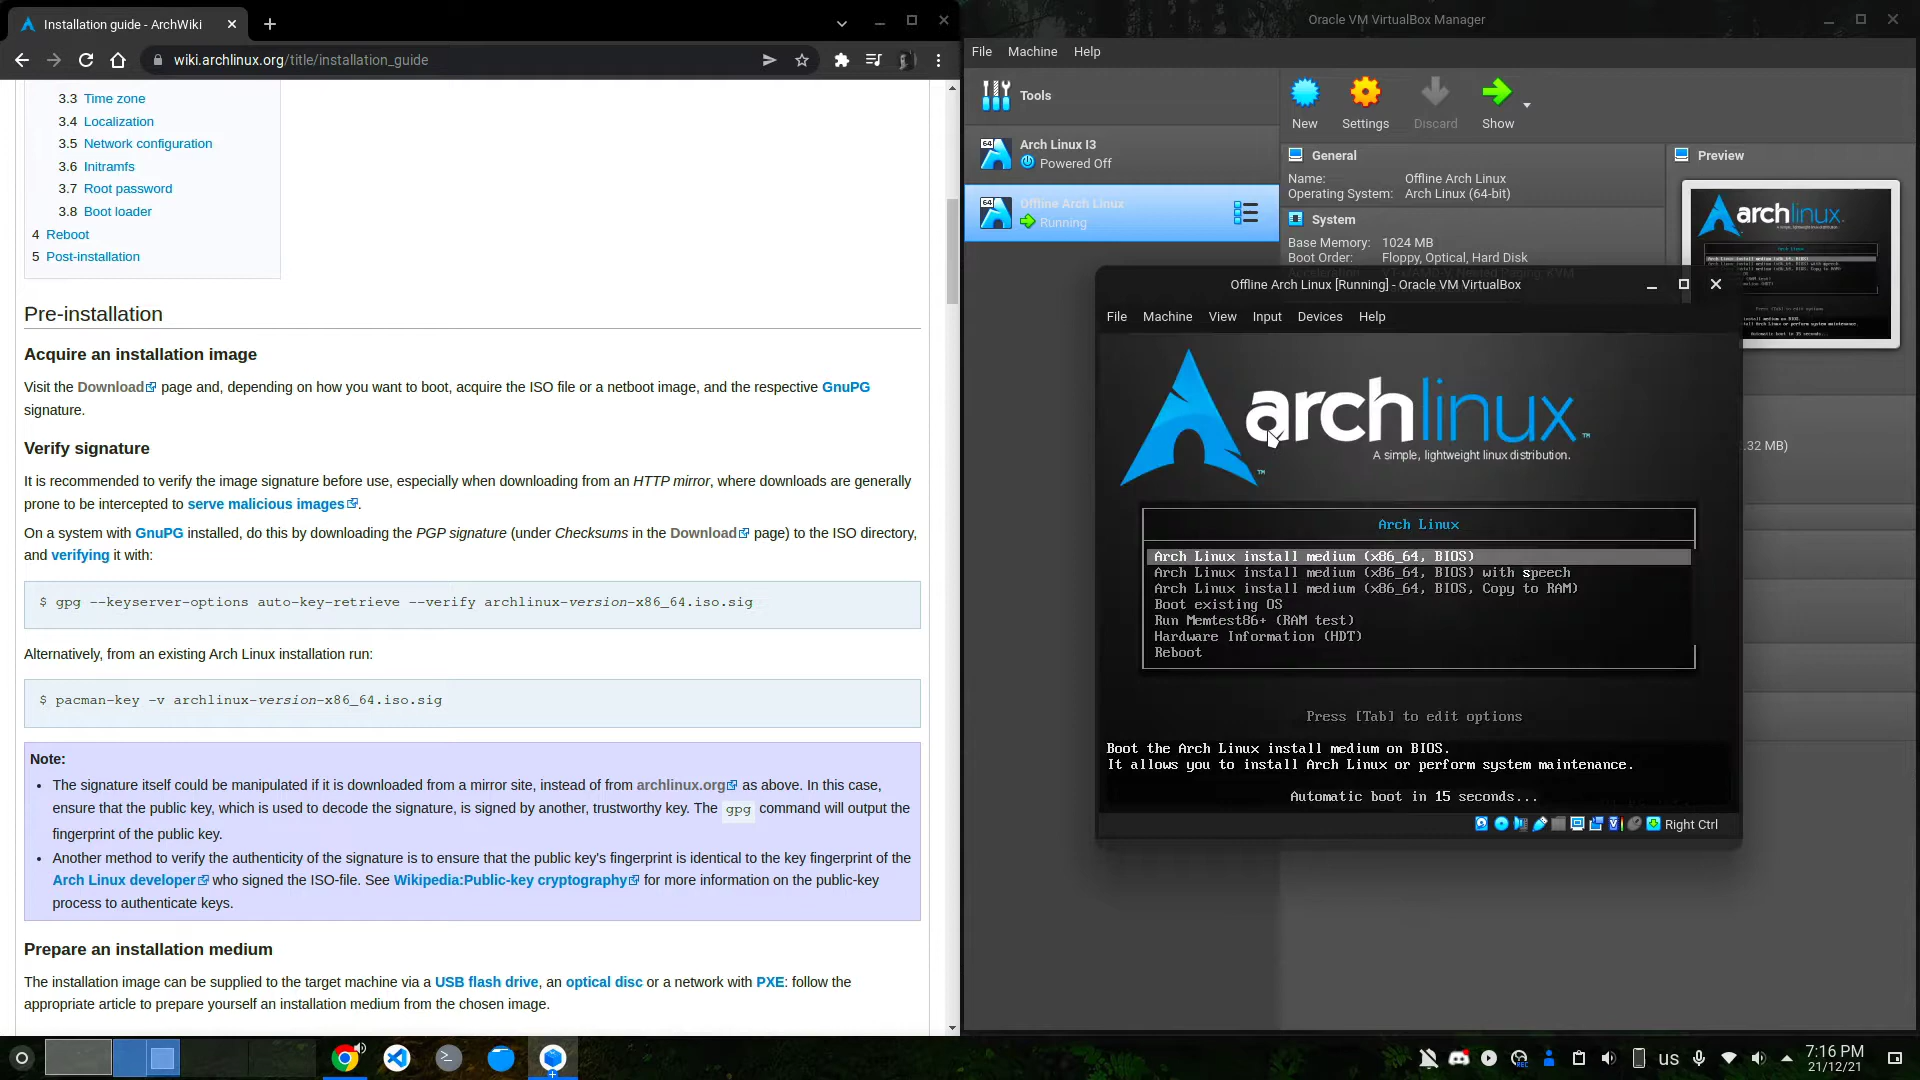 Installation guide - ArchWiki
wiki.archlinux.org/title/installation_guide
3.3 Time zone
3.4 Localization
3.5 Network configuration
3.6 Initramfs
3.7 Root password
3.8 Boot loader
4 Reboot
5 Post-installation
Pre-installation
Acquire an installation image
Visit the Download page and, depending on how you want to boot, acquire the ISO file or a netboot image, and the respective GnuPG
signature.
Verify signature
It is recommended to verify the image signature before use, especially when downloading from an HTTP mirror, where downloads are generally
prone to be intercepted to serve malicious images.
On a system with GnuPG installed, do this by downloading the PGP signature (under Checksums in the Download page) to the ISO directory,
and verifying it with:
$ gpg --keyserver-options auto-key-retrieve --verify archlinux-version-x86_64.iso.sig
Alternatively, from an existing Arch Linux installation run:
$ pacman-key -v archlinux-version-x86_64.iso.sig
Note:
• The signature itself could be manipulated if it is downloaded from a mirror site, instead of from archlinux.org as above. In this case,
ensure that the public key, which is used to decode the signature, is signed by another, trustworthy key. The gpg command will output the
fingerprint of the public key.
• Another method to verify the authenticity of the signature is to ensure that the public key's fingerprint is identical to the key fingerprint of the
Arch Linux developer who signed the ISO-file. See Wikipedia:Public-key cryptography for more information on the public-key
process to authenticate keys.
Prepare an installation medium
The installation image can be supplied to the target machine via a USB flash drive, an optical disc or a network with PXE: follow the
appropriate article to prepare yourself an installation medium from the chosen image.
Oracle VM VirtualBox Manager
File Machine Help
Tools
New Settings Discard Show
64
Arch Linux I3
Powered Off
64
Offline Arch Linux
Running
General
Name: Offline Arch Linux
Operating System: Arch Linux (64-bit)
System
Base Memory: 1024 MB
Boot Order: Floppy, Optical, Hard Disk
Preview
archlinux
Arch Linux
.32 MB)
Offline Arch Linux [Running] - Oracle VM VirtualBox
File Machine View Input Devices Help
archlinux™
A simple, lightweight linux distribution.
™
Arch Linux
Arch Linux install medium (x86_64, BIOS)
Arch Linux install medium (x86_64, BIOS) with speech
Arch Linux install medium (x86_64, BIOS, Copy to RAM)
Boot existing OS
Run Memtest86+ (RAM test)
Hardware Information (HDT)
Reboot
Press [Tab] to edit options
Boot the Arch Linux install medium on BIOS.
It allows you to install Arch Linux or perform system maintenance.
Automatic boot in 15 seconds...
Right Ctrl
us
7:16 PM
21/12/21